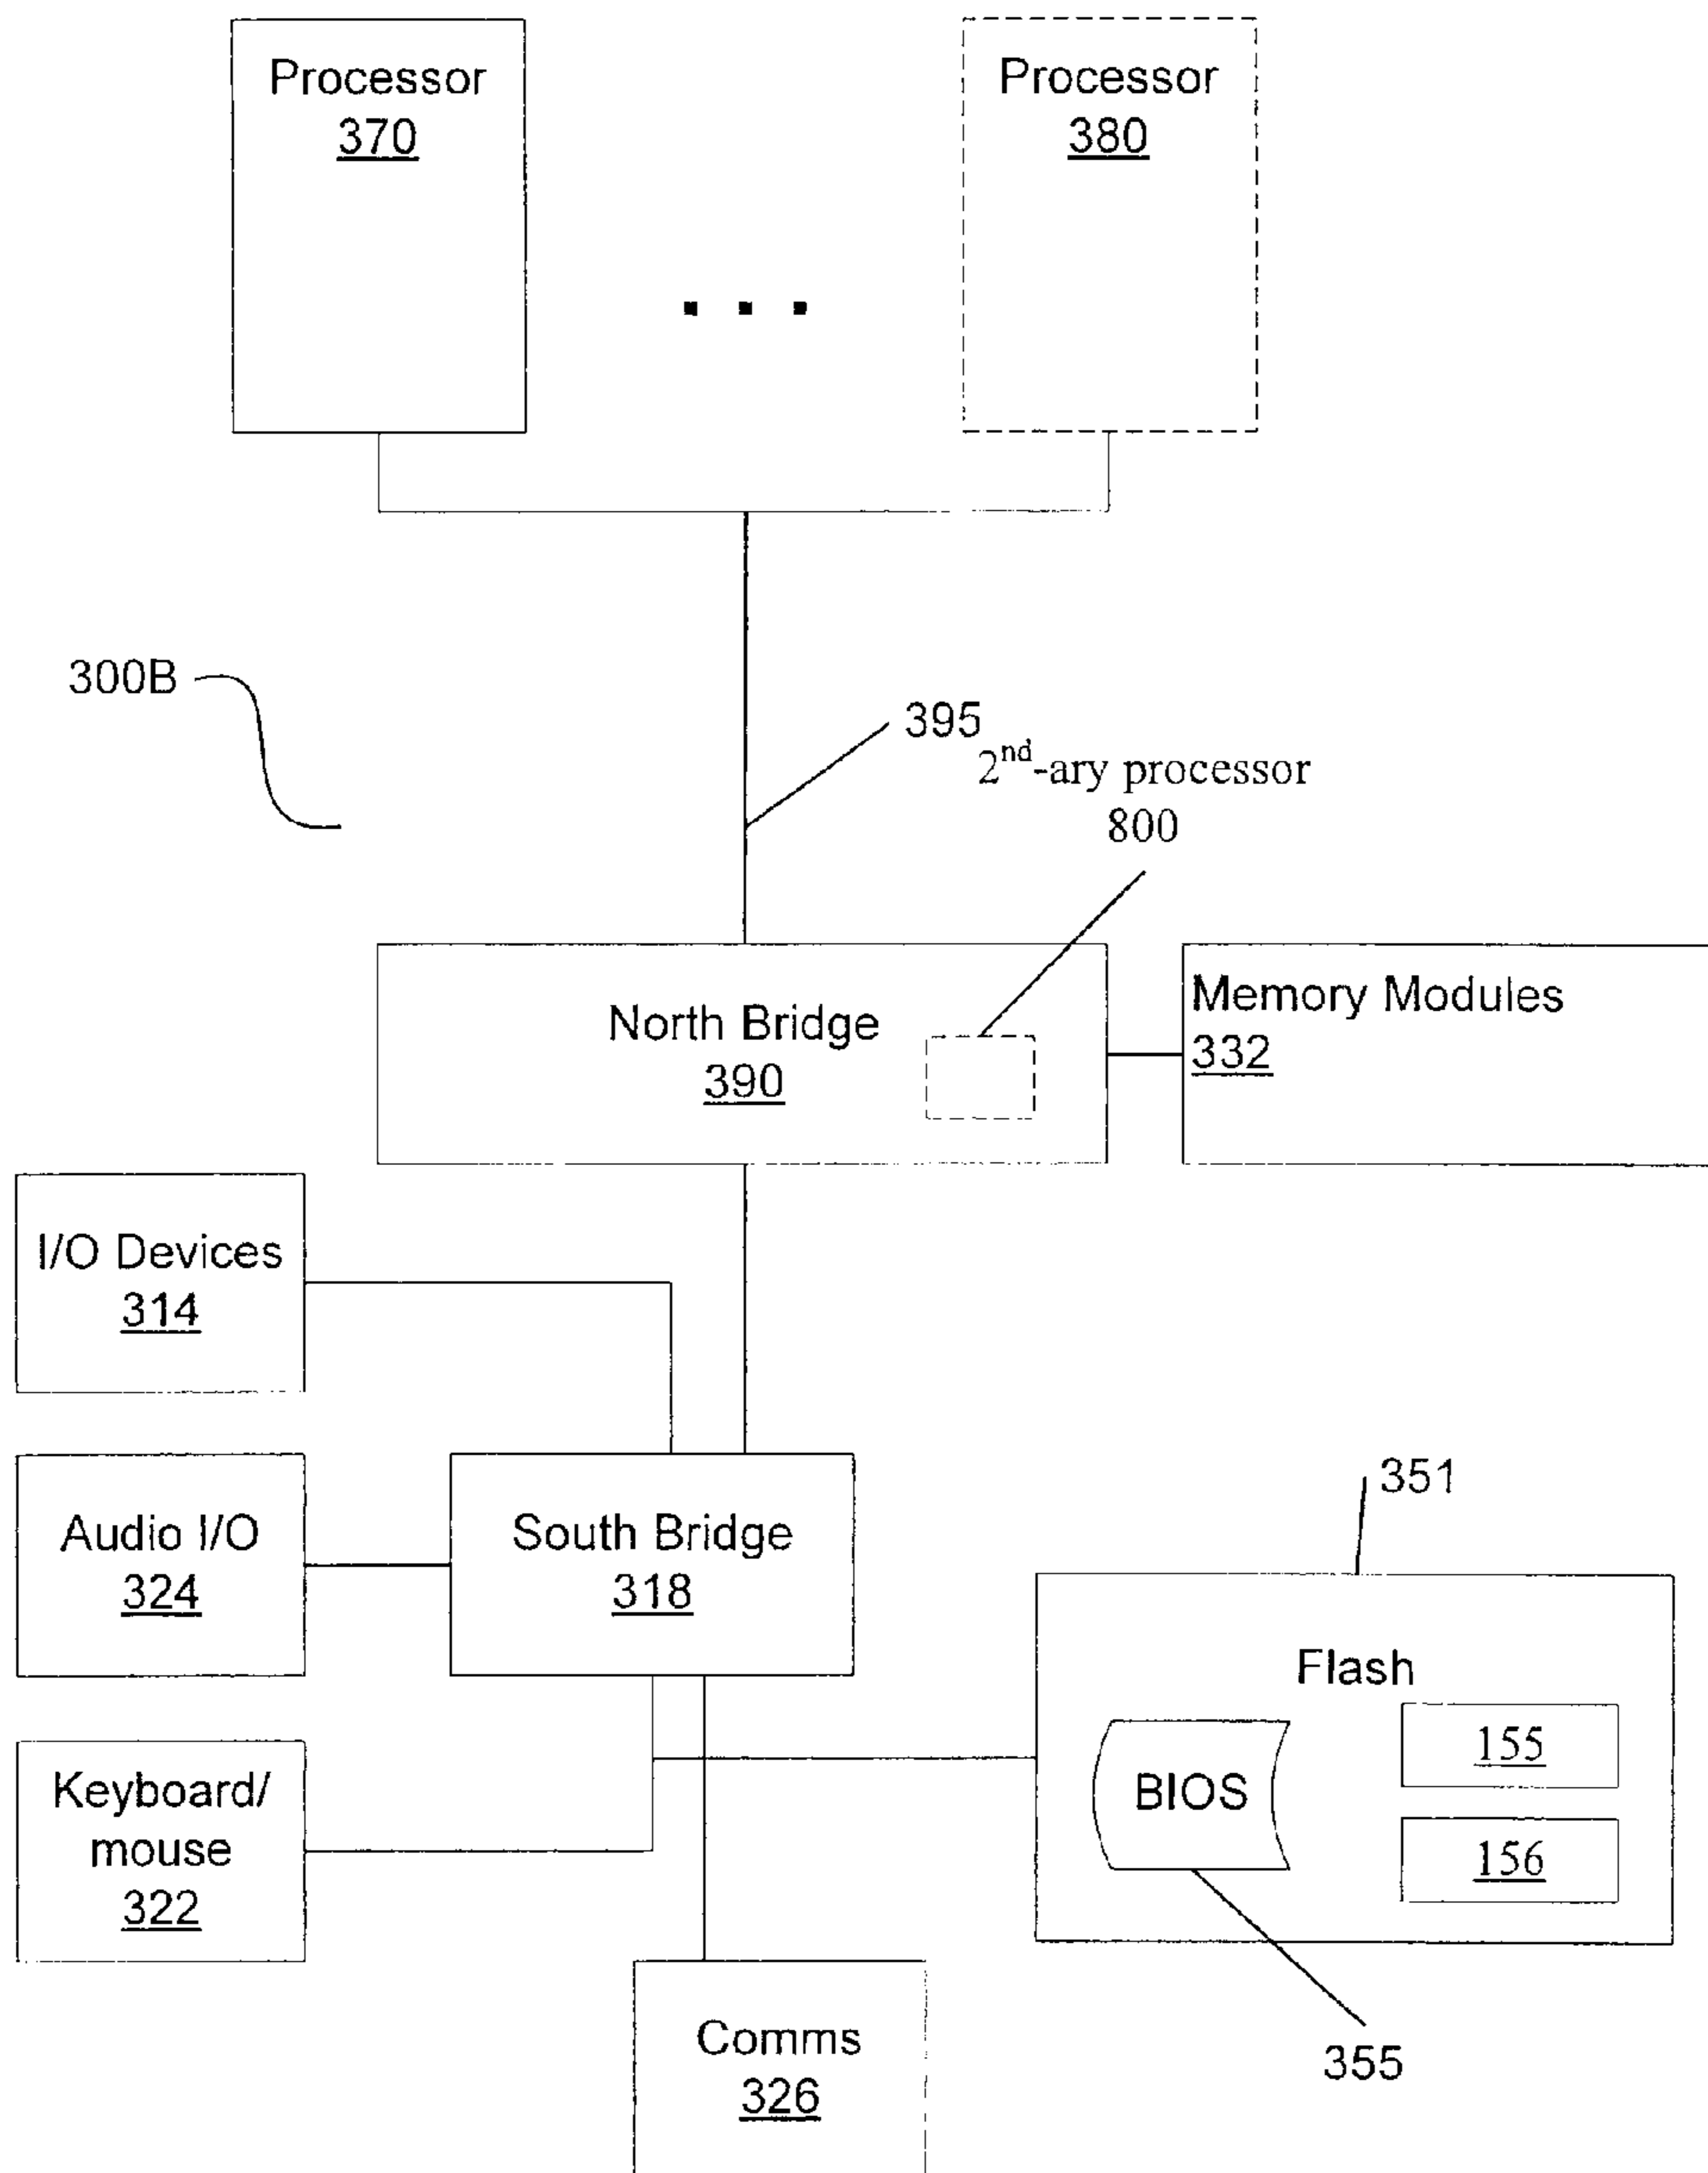 Processor
370
Processor
380
300B
395
2nd-ary processor
800
North Bridge
390
Memory Modules
332
I/O Devices
314
Audio I/O
324
South Bridge
318
351
Flash
155
BIOS
156
Keyboard/
mouse
322
355
Comms
326